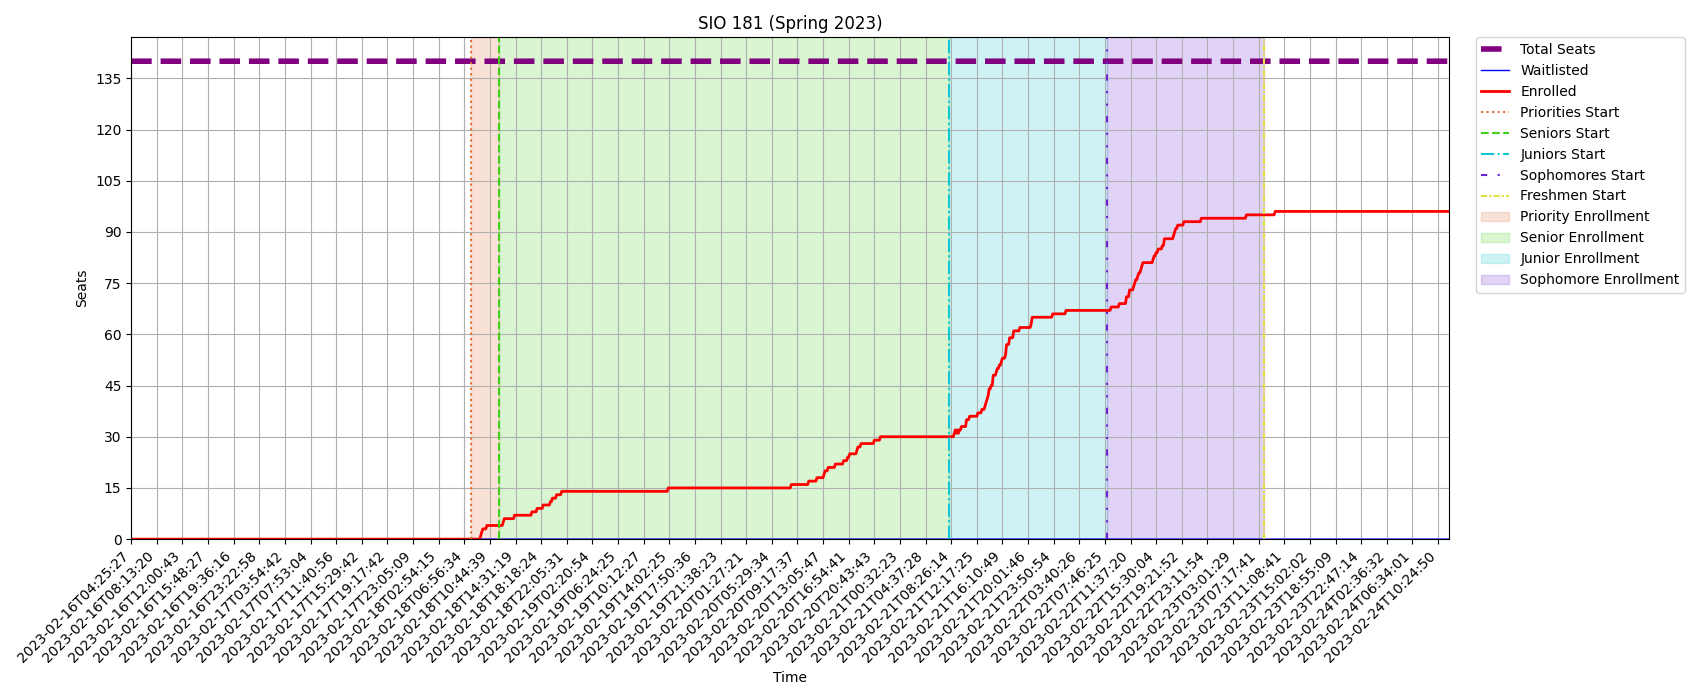 SIO 181 (Spring 2023)
Total Seats
Waitlisted
Enrolled
Priorities Start
Seniors Start
Juniors Start
Sophomores Start
Freshmen Start
Priority Enrollment
Senior Enrollment
Junior Enrollment
Sophomore Enrollment
Seats
135
120
105
90
75
60
45
30
15
0
2023-02-16T04:25:27
2023-02-16T08:13:20
2023-02-16T12:00:43
2023-02-16T15:48:27
2023-02-16T19:36:16
2023-02-16T23:22:58
2023-02-17T03:54:42
2023-02-17T07:53:04
2023-02-17T11:40:56
2023-02-17T15:29:42
2023-02-17T19:17:42
2023-02-17T23:05:09
2023-02-18T02:54:15
2023-02-18T06:56:34
2023-02-18T10:44:39
2023-02-18T14:31:19
2023-02-18T18:18:24
2023-02-18T22:05:31
2023-02-19T02:20:54
2023-02-19T06:24:25
2023-02-19T10:12:27
2023-02-19T14:02:25
2023-02-19T17:50:36
2023-02-19T21:38:23
2023-02-20T01:27:21
2023-02-20T05:29:34
2023-02-20T09:17:37
2023-02-20T13:05:47
2023-02-20T16:54:41
2023-02-20T20:43:43
2023-02-21T00:32:23
2023-02-21T04:37:28
2023-02-21T08:26:14
2023-02-21T12:17:25
2023-02-21T16:10:49
2023-02-21T20:01:46
2023-02-21T23:50:54
2023-02-22T03:40:26
2023-02-22T07:46:25
2023-02-22T11:37:20
2023-02-22T15:30:04
2023-02-22T19:21:52
2023-02-22T23:11:54
2023-02-23T03:01:29
2023-02-23T07:17:41
2023-02-23T11:08:41
2023-02-23T15:02:02
2023-02-23T18:55:09
2023-02-23T22:47:14
2023-02-24T02:36:32
2023-02-24T06:34:01
2023-02-24T10:24:50
Time